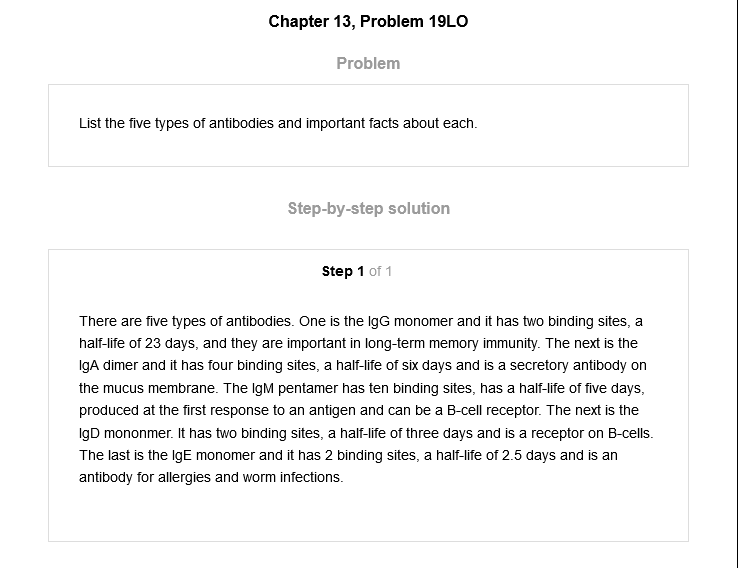 Chapter 13, Problem 19LO
Problem
List the five types of antibodies and important facts about each.
Step-by-step solution
Step 1 of 1
There are five types of antibodies. One is the IgG monomer and it has two binding sites, a
half-life of 23 days, and they are important in long-term memory immunity. The next is the
IgA dimer and it has four binding sites, a half-life of six days and is a secretory antibody on
the mucus membrane. The IgM pentamer has ten binding sites, has a half-life of five days,
produced at the first response to an antigen and can be a B-cell receptor. The next is the
IgD mononmer. It has two binding sites, a half-life of three days and is a receptor on B-cells.
The last is the IgE monomer and it has 2 binding sites, a half-life of 2.5 days and is an
antibody for allergies and worm infections.